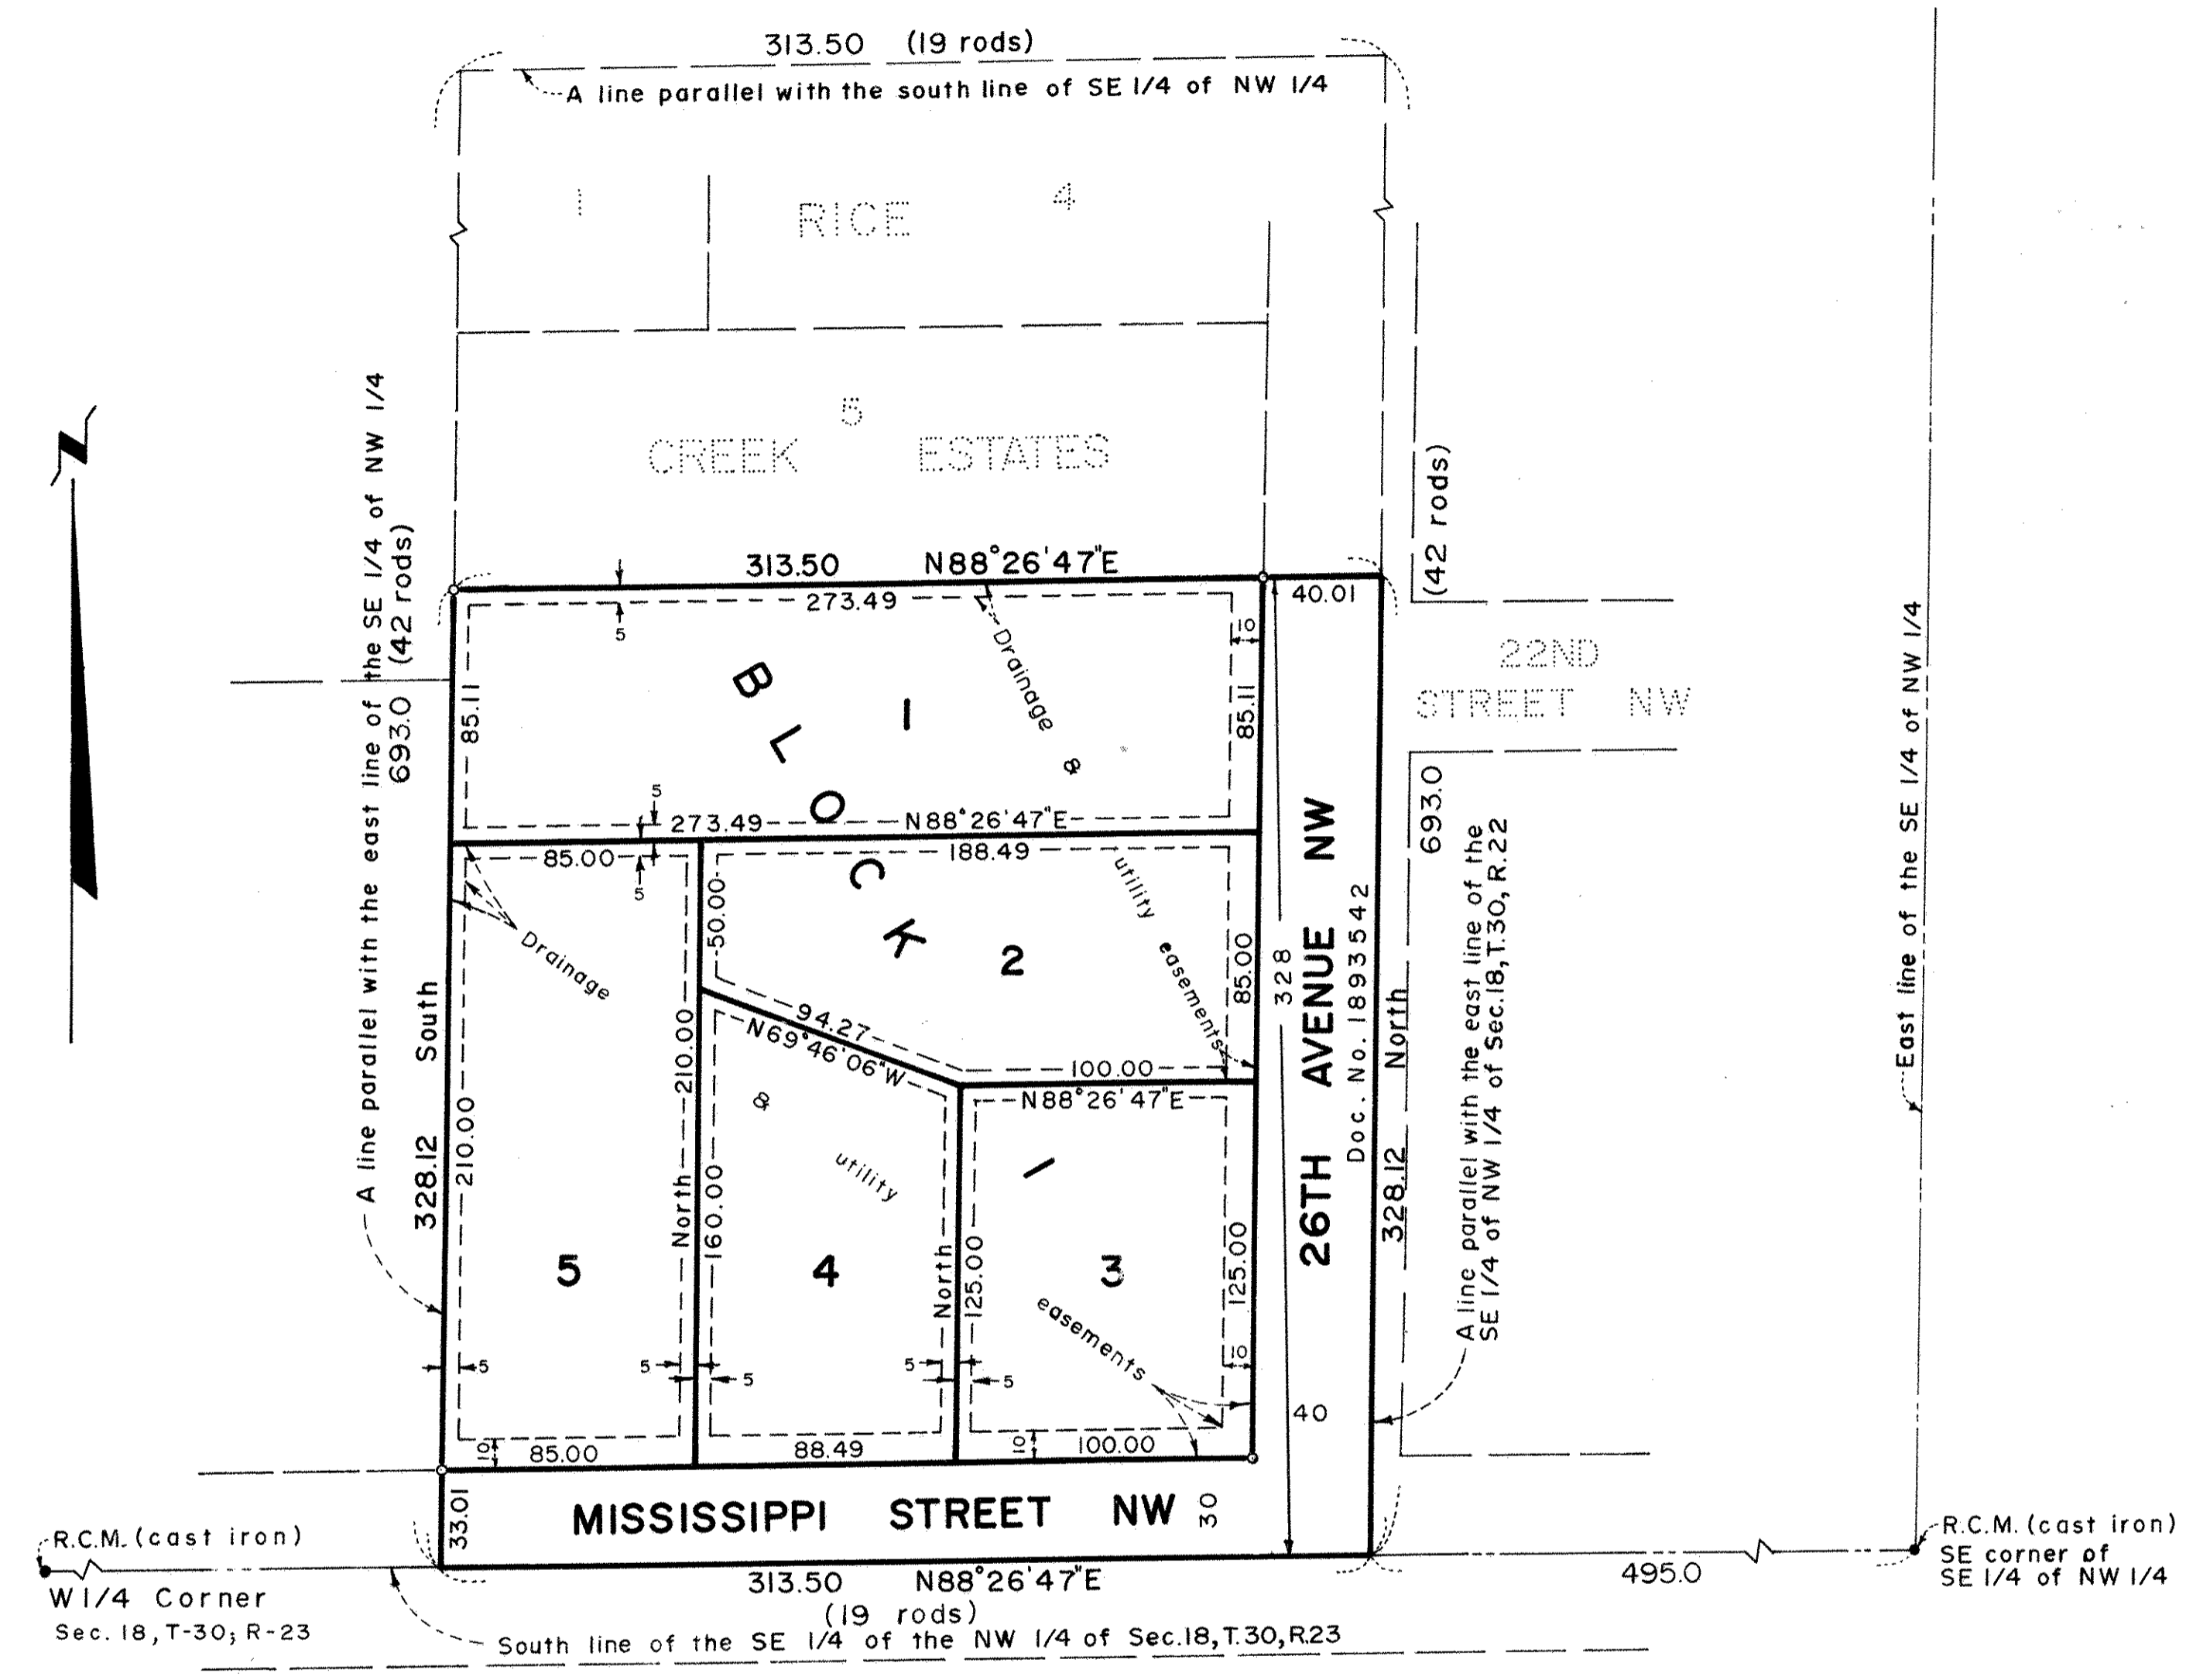 313.50 (19 rods)
A line parallel with the south line of SE 1/4 of NW 1/4
1
RICE
4
5
CREEK ESTATES
A line parallel with the east line of the SE 1/4 of NW 1/4
693.0 (42 rods)
(42 rods)
693.0
313.50 N88°26'47"E
273.49
40.01
5
10
Drainage
&
22ND
STREET NW
85.11
85.11
BLOCK 1
1
5
273.49
N88°26'47"E
85.00
188.49
5
utility
easements
50.00
2
85.00
328
Drainage
94.27
N69°46'06"W
100.00
N88°26'47"E
328.12 South
210.00
210.00
North
160.00
&
utility
North
125.00
125.00
5
4
3
easements
26TH AVENUE NW
Doc. No. 1893542
328.12 North
A line parallel with the east line of the
SE 1/4 of NW 1/4 of Sec.18,T.30, R.22
East line of the SE 1/4 of NW 1/4
5
5
5
5
5
10
40
10
85.00
88.49
10
100.00
33.01
MISSISSIPPI STREET NW
30
R.C.M. (cast iron)
W 1/4 Corner
Sec. 18, T-30; R-23
313.50 N88°26'47"E
(19 rods)
495.0
R.C.M. (cast iron)
SE corner of
SE 1/4 of NW 1/4
South line of the SE 1/4 of the NW 1/4 of Sec.18,T.30,R.23